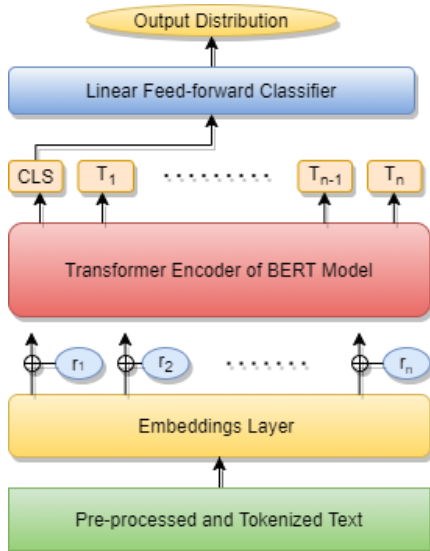 Output Distribution
Linear Feed-forward Classifier
CLS T₁ ......... Tₙ₋₁ Tₙ
Transformer Encoder of BERT Model
r₁ r₂ ....... rₙ
Embeddings Layer
Pre-processed and Tokenized Text